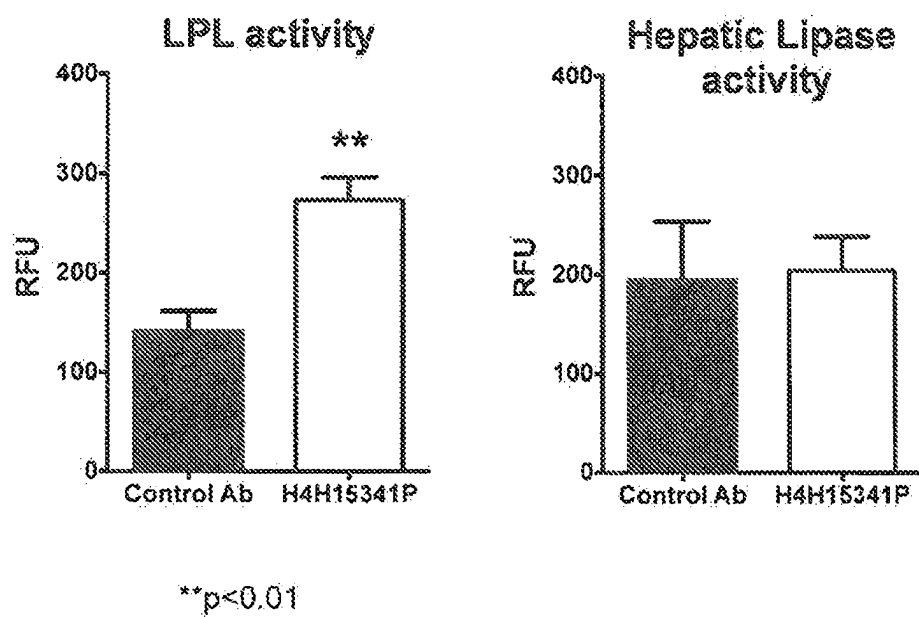 LPL activity
400
300
200
100
0
RFU
**
Control Ab
H4H15341P
Hepatic Lipase
activity
400
300
200
100
0
RFU
Control Ab
H4H15341P
**p<0.01